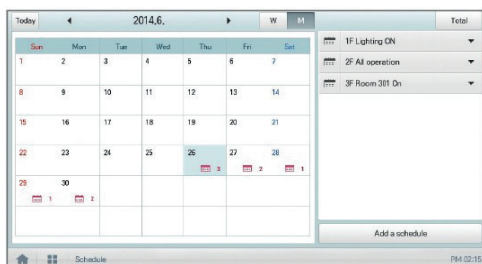 Today 2014.6. W M Total
Sun Mon Tue Wed Thu Fri Sat
1 2 3 4 5 6 7
8 9 10 11 12 13 14
15 16 17 18 19 20 21
22 23 24 25 26 27 28
3 2 1
29 30
1 2
1F Lighting ON
2F All operation
3F Room 301 On
Add a schedule
Schedule PM 02:15